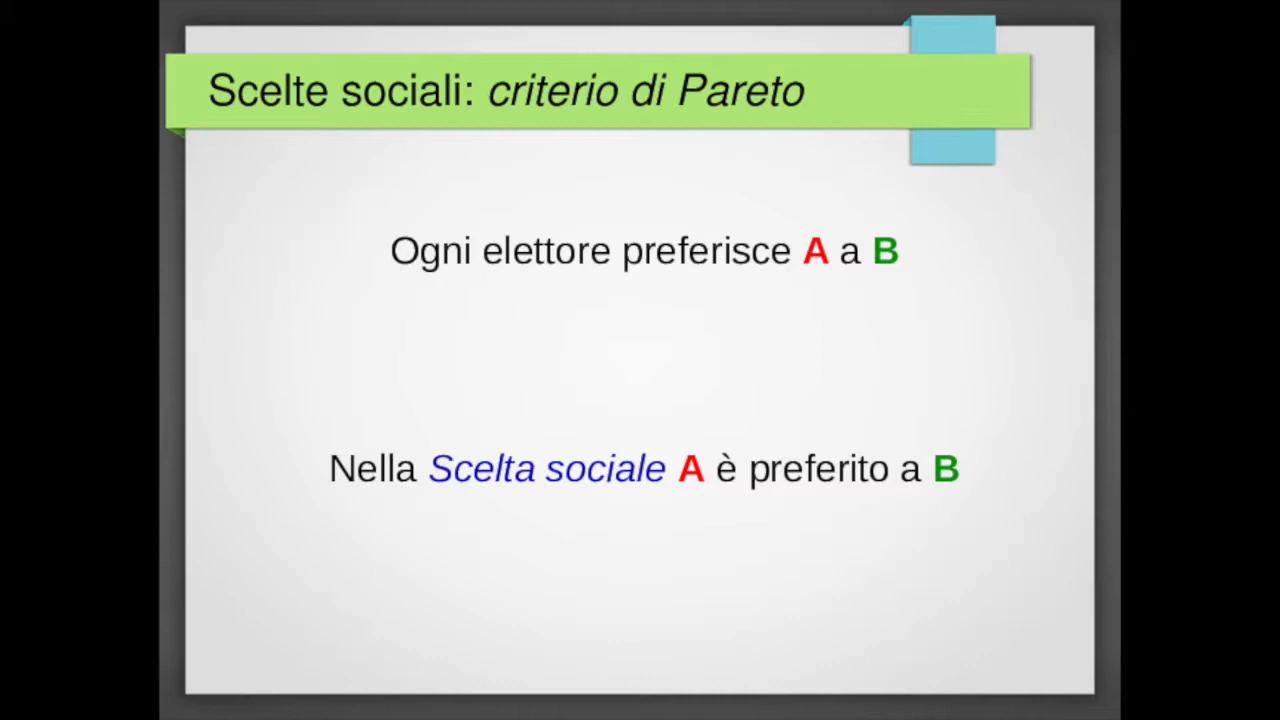 Scelte sociali: criterio di Pareto
Ogni elettore preferisce A a B
Nella Scelta sociale A è preferito a B